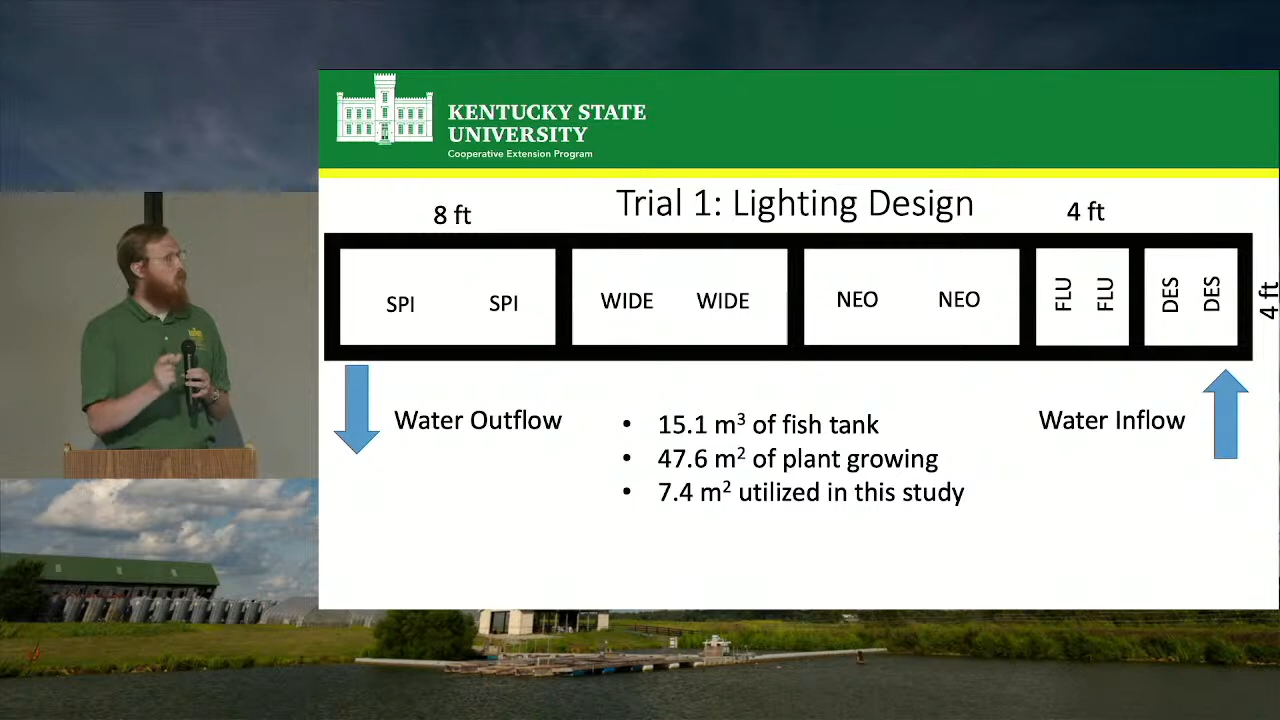 KENTUCKY STATE
UNIVERSITY
Cooperative Extension Program
Trial 1: Lighting Design
8 ft
4 ft
SPI SPI
WIDE WIDE
NEO NEO
FLU FLU
DES DES
4 ft
Water Outflow
Water Inflow
• 15.1 m³ of fish tank
• 47.6 m² of plant growing
• 7.4 m² utilized in this study